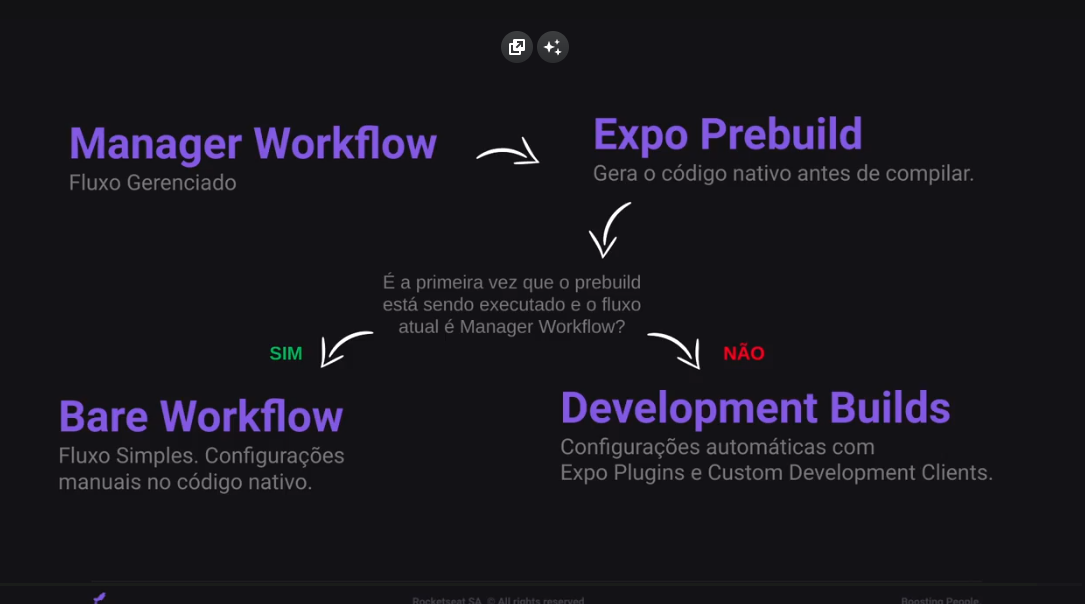 Manager Workflow
Fluxo Gerenciado
Expo Prebuild
Gera o código nativo antes de compilar.
É a primeira vez que o prebuild
está sendo executado e o fluxo
atual é Manager Workflow?
SIM
NÃO
Bare Workflow
Fluxo Simples. Configurações
manuais no código nativo.
Development Builds
Configurações automáticas com
Expo Plugins e Custom Development Clients.
Rocketseat SA. © All rights reserved
Boosting People